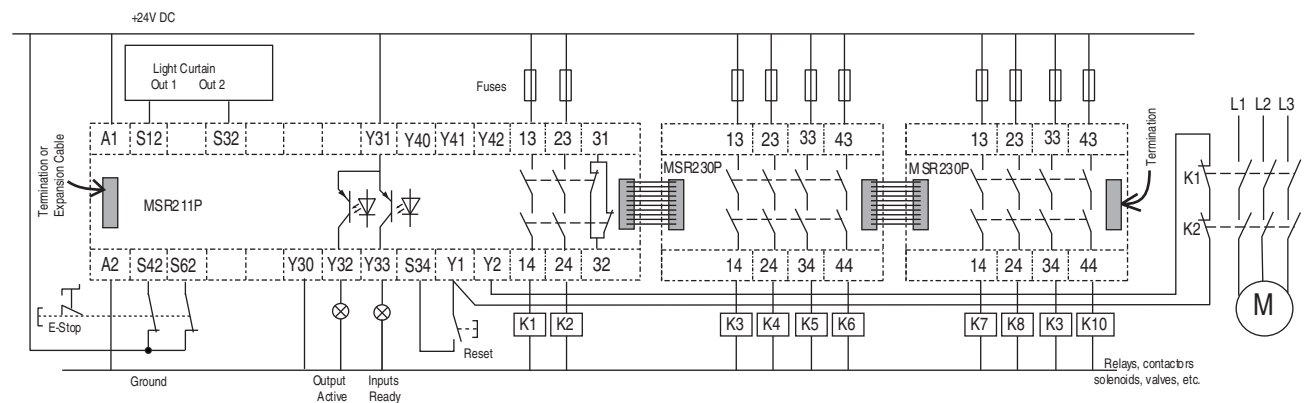 +24V DC
Light Curtain
Out 1 Out 2
Fuses
L1 L2 L3
Termination or
Expansion Cable
A1 S12 S32 Y31 Y40 Y41 Y42 13 23 31
13 23 33 43
13 23 33 43
Termination
MSR211P
MSR230P
MSR230P
K1
K2
A2 S42 S62 Y30 Y32 Y33 S34 Y1 Y2 14 24 32
14 24 34 44
14 24 34 44
E-Stop
K1 K2
K3 K4 K5 K6
K7 K8 K3 K10
M
Reset
Ground
Output
Active
Inputs
Ready
Relays, contactors
solenoids, valves, etc.